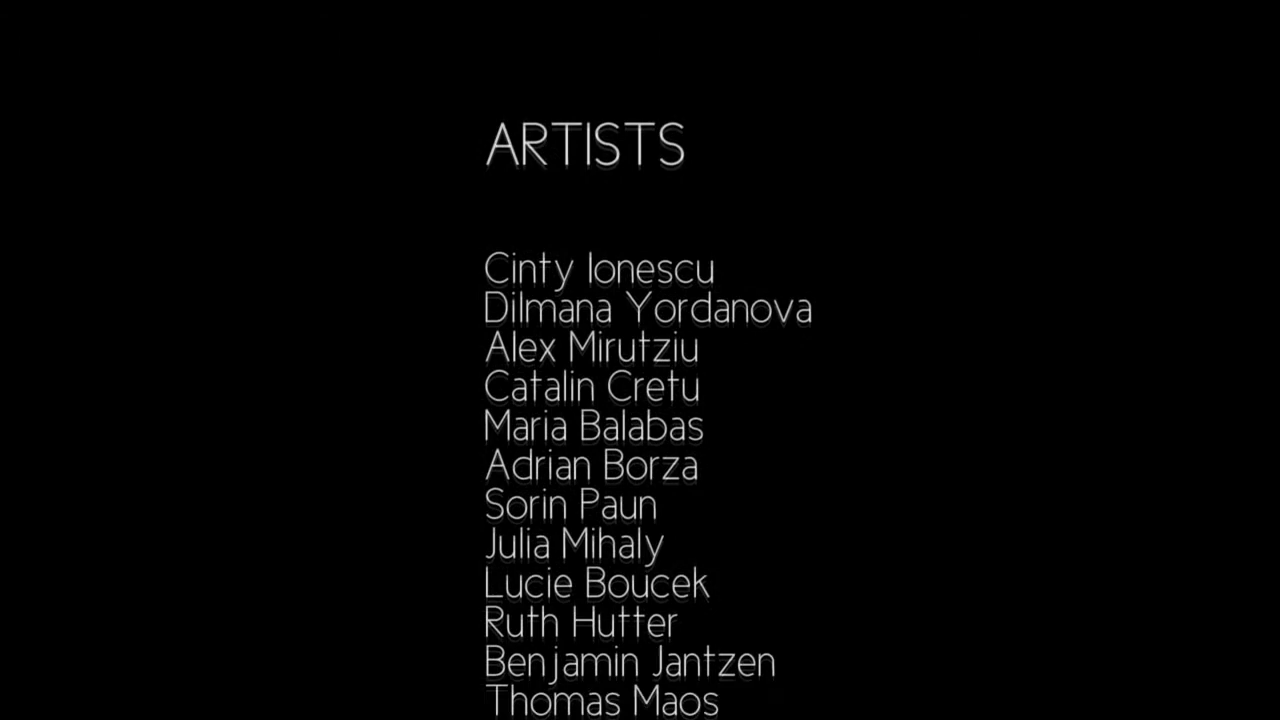 ARTISTS
Cinty Ionescu
Dilmana Yordanova
Alex Mirutziu
Catalin Cretu
Maria Balabas
Adrian Borza
Sorin Paun
Julia Mihaly
Lucie Boucek
Ruth Hutter
Benjamin Jantzen
Thomas Maos